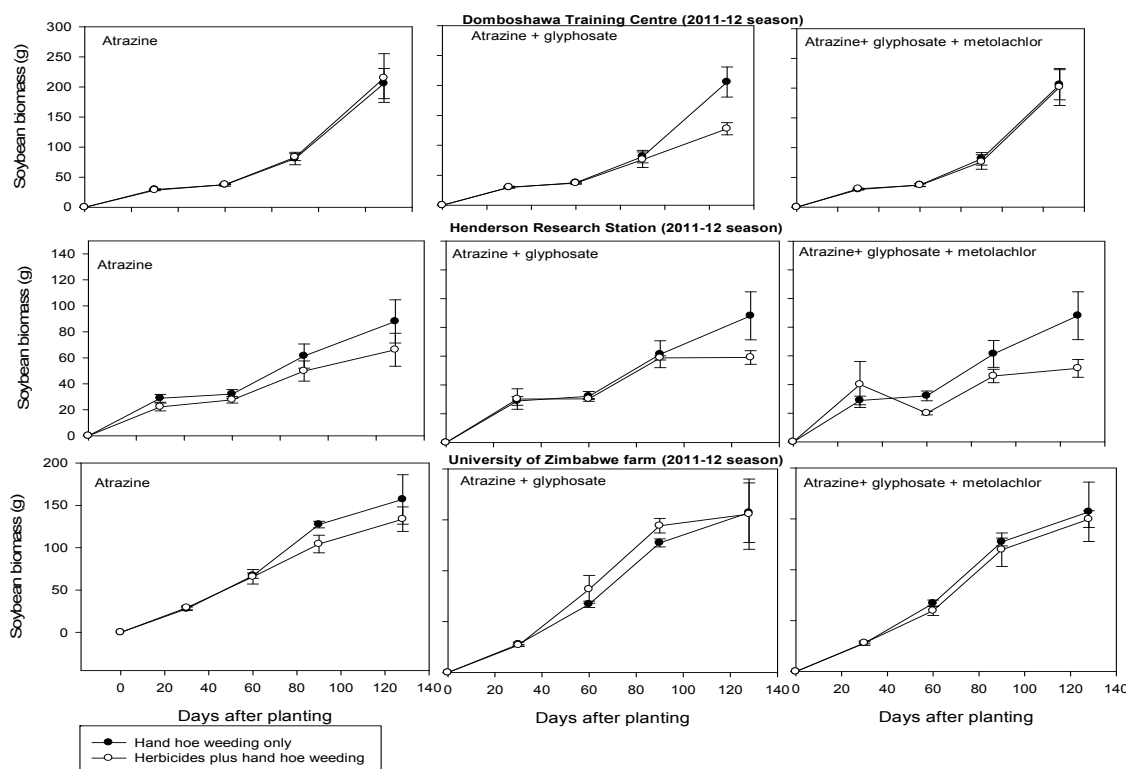 Domboshawa Training Centre (2011-12 season)
Atrazine
Atrazine + glyphosate
Atrazine+ glyphosate + metolachlor
Soybean biomass (g)
300
250
200
150
100
50
0
Henderson Research Station (2011-12 season)
Atrazine
Atrazine + glyphosate
Atrazine+ glyphosate + metolachlor
Soybean biomass (g)
140
120
100
80
60
40
20
0
University of Zimbabwe farm (2011-12 season)
Atrazine
Atrazine + glyphosate
Atrazine+ glyphosate + metolachlor
Soybean biomass (g)
200
150
100
50
0
0 20 40 60 80 100 120 140
0 20 40 60 80 100 120 140
0 20 40 60 80 100 120 140
Days after planting
Days after planting
Days after planting
Hand hoe weeding only
Herbicides plus hand hoe weeding